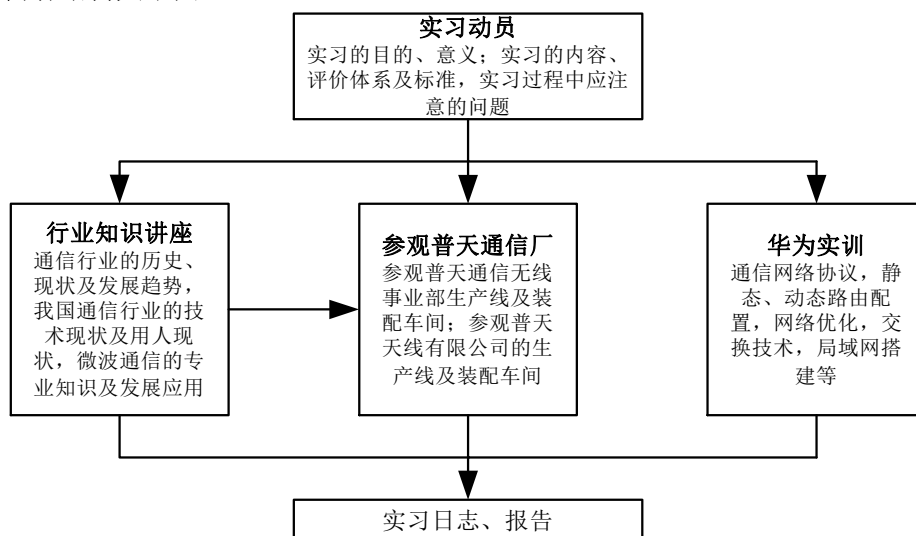 实习动员
实习的目的、意义；实习的内容、
评价体系及标准，实习过程中应注
意的问题
行业知识讲座
通信行业的历史、
现状及发展趋势，
我国通信行业的技
术现状及用人现
状，微波通信的专
业知识及发展应用
参观普天通信厂
参观普天通信无线
事业部生产线及装
配车间；参观普天
天线有限公司的生
产线及装配车间
华为实训
通信网络协议，静
态、动态路由配
置，网络优化，交
换技术，局域网搭
建等
实习日志、报告